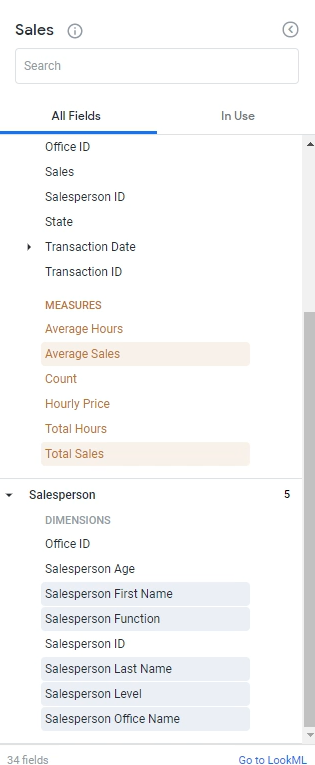 Sales
Search
All Fields In Use
Office ID
Sales
Salesperson ID
State
Transaction Date
Transaction ID
MEASURES
Average Hours
Average Sales
Count
Hourly Price
Total Hours
Total Sales
Salesperson 5
DIMENSIONS
Office ID
Salesperson Age
Salesperson First Name
Salesperson Function
Salesperson ID
Salesperson Last Name
Salesperson Level
Salesperson Office Name
34 fields Go to LookML